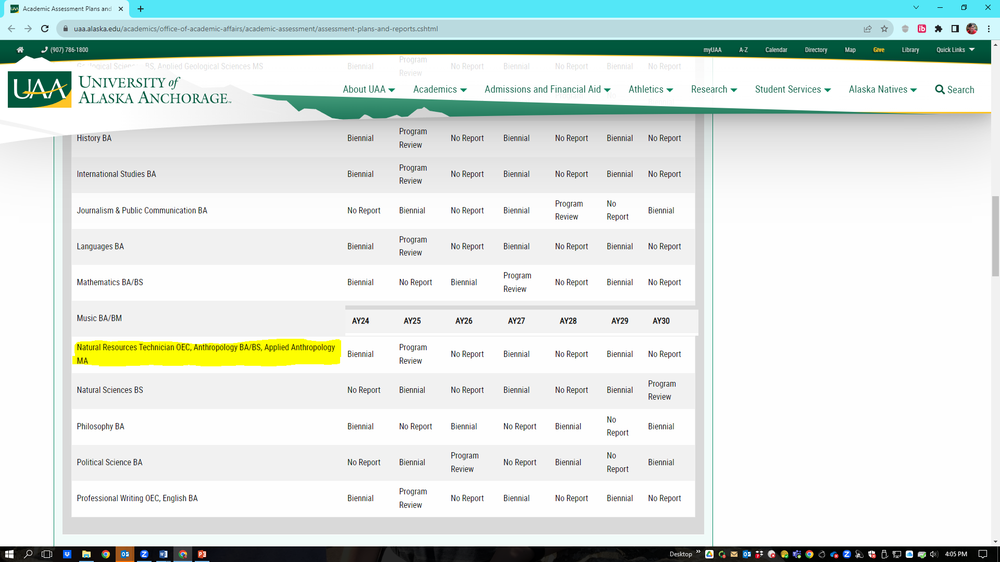 Academic Assessment Plans and
uaa.alaska.edu/academics/office-of-academic-affairs/academic-assessment/assessment-plans-and-reports.cshtml
(907) 786-1800
myUAA A-Z Calendar Directory Map Give Library Quick Links
BS, Applied Geological Sciences MS Biennial Program Review No Report Biennial No Report Biennial No Report
UAA UNIVERSITY of ALASKA ANCHORAGE™
About UAA Academics Admissions and Financial Aid Athletics Research Student Services Alaska Natives Search
History BA Biennial Program Review No Report Biennial No Report Biennial No Report
International Studies BA Biennial Program Review No Report Biennial No Report Biennial No Report
Journalism & Public Communication BA No Report Biennial No Report Biennial Program Review No Report Biennial
Languages BA Biennial Program Review No Report Biennial No Report Biennial No Report
Mathematics BA/BS Biennial No Report Biennial Program Review No Report Biennial No Report
Music BA/BM AY24 AY25 AY26 AY27 AY28 AY29 AY30
Natural Resources Technician OEC, Anthropology BA/BS, Applied Anthropology MA Biennial Program Review No Report Biennial No Report Biennial No Report
Natural Sciences BS No Report Biennial No Report Biennial No Report Biennial Program Review
Philosophy BA Biennial No Report Biennial No Report Biennial No Report Biennial
Political Science BA No Report Biennial Program Review No Report Biennial No Report Biennial
Professional Writing OEC, English BA Biennial Program Review No Report Biennial No Report Biennial No Report
Desktop 4:05 PM